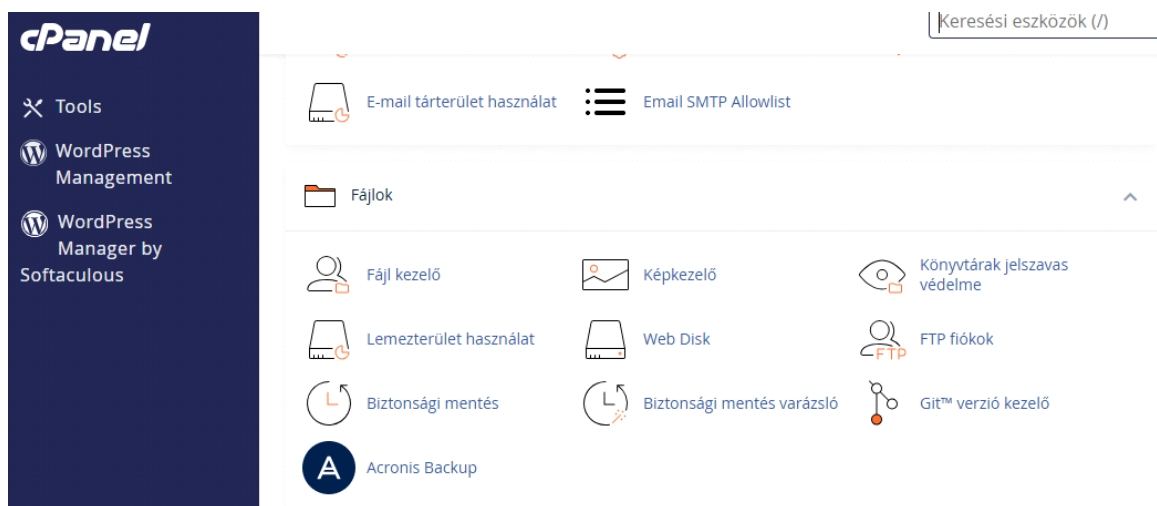 cPanel
Keresési eszközök (/)
Tools
WordPress
Management
WordPress
Manager by
Softaculous
E-mail tárterület használat
Email SMTP Allowlist
Fájlok
Fájl kezelő
Képkezelő
Könyvtárak jelszavas
védelme
Lemezterület használat
Web Disk
FTP
FTP fiókok
Biztonsági mentés
Biztonsági mentés varázsló
Git™ verzió kezelő
Acronis Backup